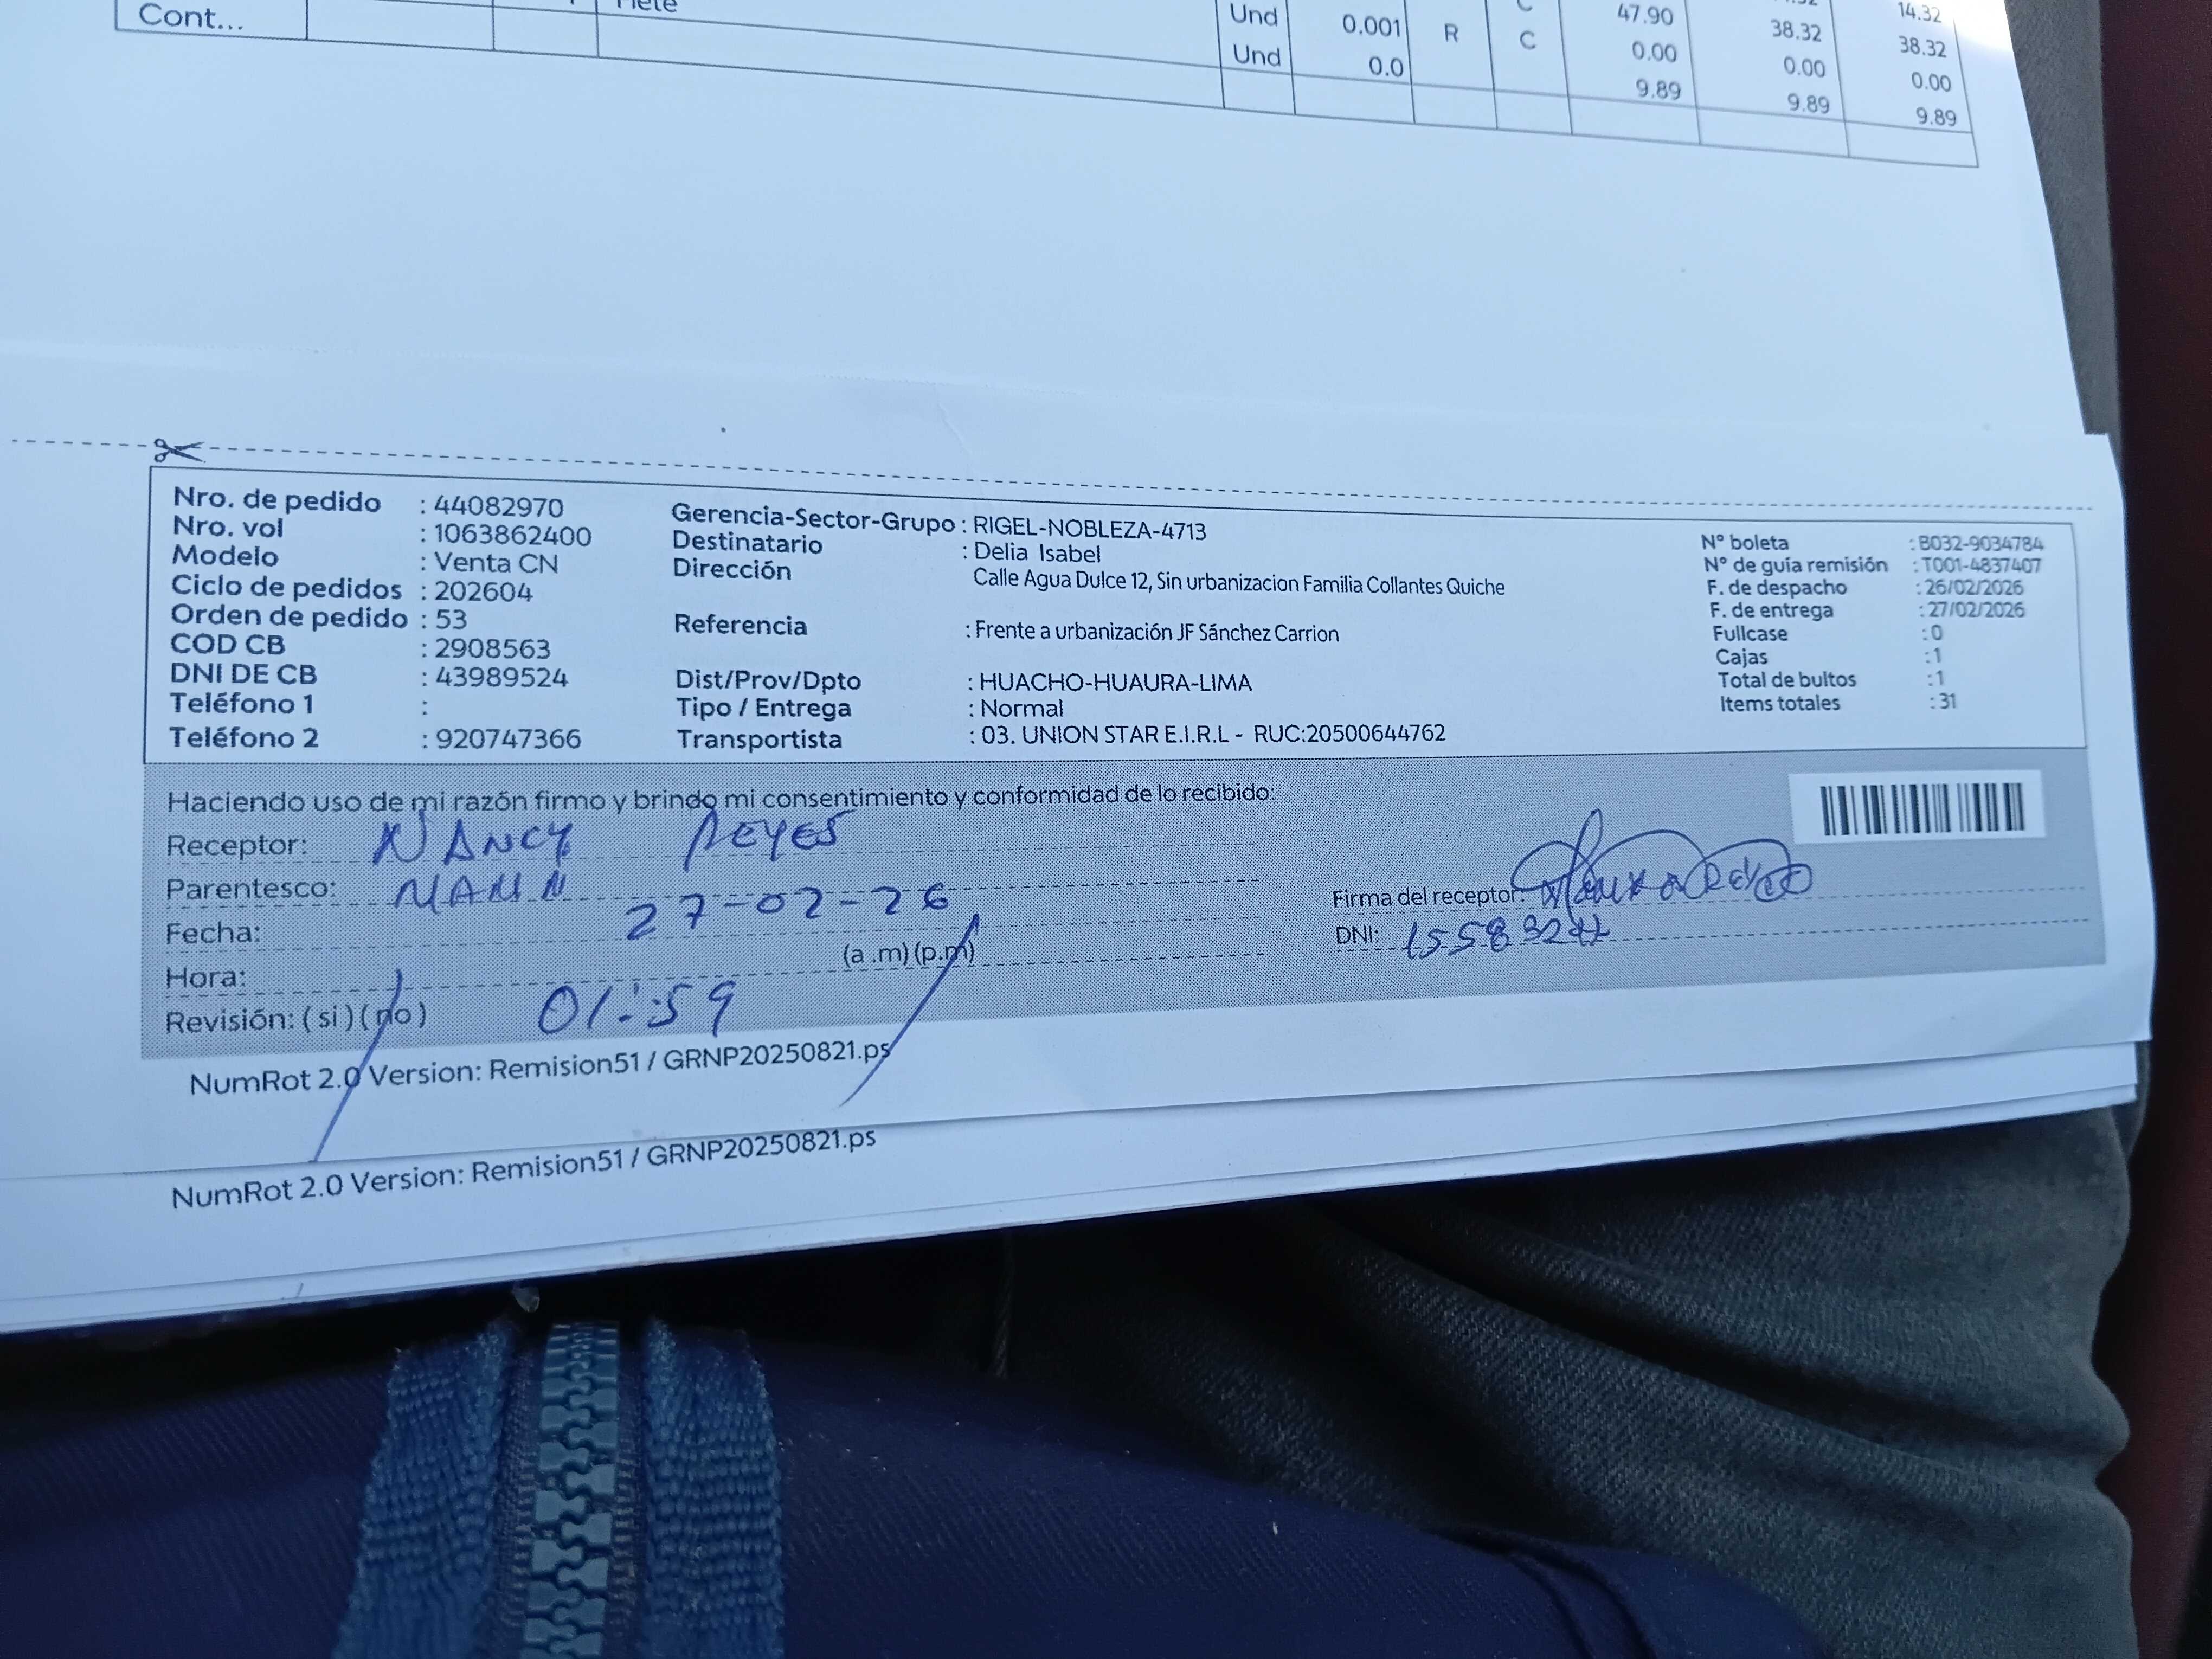 Cont...
Flete
Und 0.001 R C 47.90 38.32 38.32
Und 0.0 C 0.00 0.00 0.00
9.89 9.89 9.89
14.32
Nro. de pedido : 44082970
Nro. vol : 1063862400
Modelo : Venta CN
Ciclo de pedidos : 202604
Orden de pedido : 53
COD CB : 2908563
DNI DE CB : 43989524
Teléfono 1 :
Teléfono 2 : 920747366
Gerencia-Sector-Grupo : RIGEL-NOBLEZA-4713
Destinatario : Delia Isabel
Dirección Calle Agua Dulce 12, Sin urbanizacion Familia Collantes Quiche
Referencia : Frente a urbanización JF Sánchez Carrion
Dist/Prov/Dpto : HUACHO-HUAURA-LIMA
Tipo / Entrega : Normal
Transportista : 03. UNION STAR E.I.R.L - RUC:20500644762
N° boleta : B032-9034784
N° de guía remisión : T001-4837407
F. de despacho : 26/02/2026
F. de entrega : 27/02/2026
Fullcase : 0
Cajas : 1
Total de bultos : 1
Items totales : 31
Haciendo uso de mi razón firmo y brindo mi consentimiento y conformidad de lo recibido:
Receptor: NANCY REYES
Parentesco:
Fecha: 27-02-26
Hora: (a .m) (p.m)
Revisión: ( si ) ( no ) 01:59
Firma del receptor:
DNI:
NumRot 2.0 Version: Remision51 / GRNP20250821.ps
NumRot 2.0 Version: Remision51 / GRNP20250821.ps